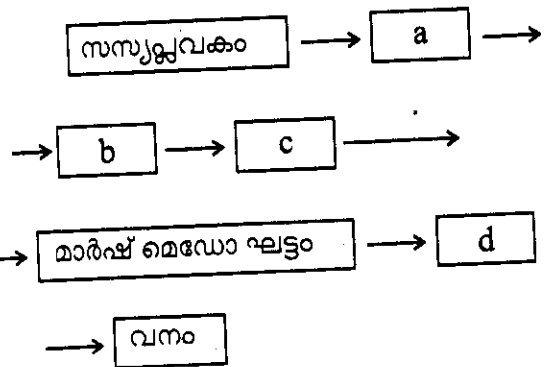 സസ്യപ്ലവകം → a →
→ b → c →
→ മാർഷ് മെഡോ ഘട്ടം → d
→ വനം